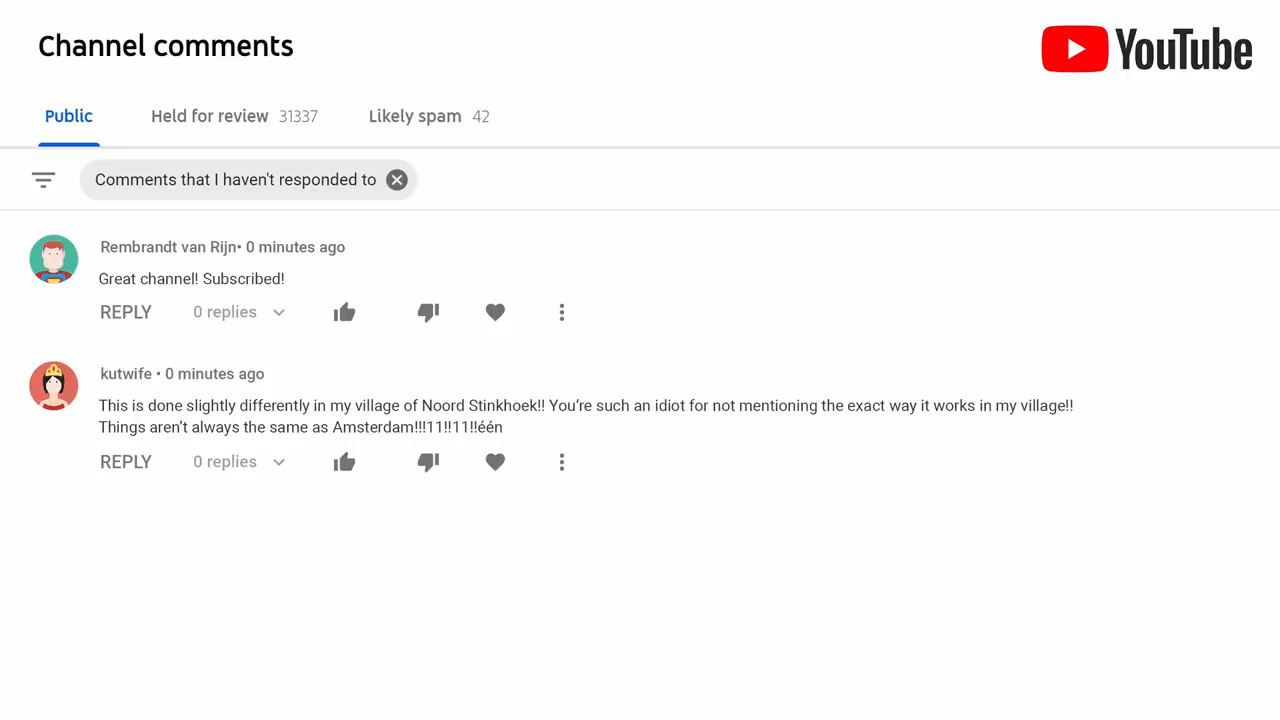 Channel comments
YouTube
Public
Held for review 31337
Likely spam 42
Comments that I haven't responded to
Rembrandt van Rijn• 0 minutes ago
Great channel! Subscribed!
REPLY
0 replies
kutwife • 0 minutes ago
This is done slightly differently in my village of Noord Stinkhoek!! You’re such an idiot for not mentioning the exact way it works in my village!!
Things aren’t always the same as Amsterdam!!!11!!11!!één
REPLY
0 replies